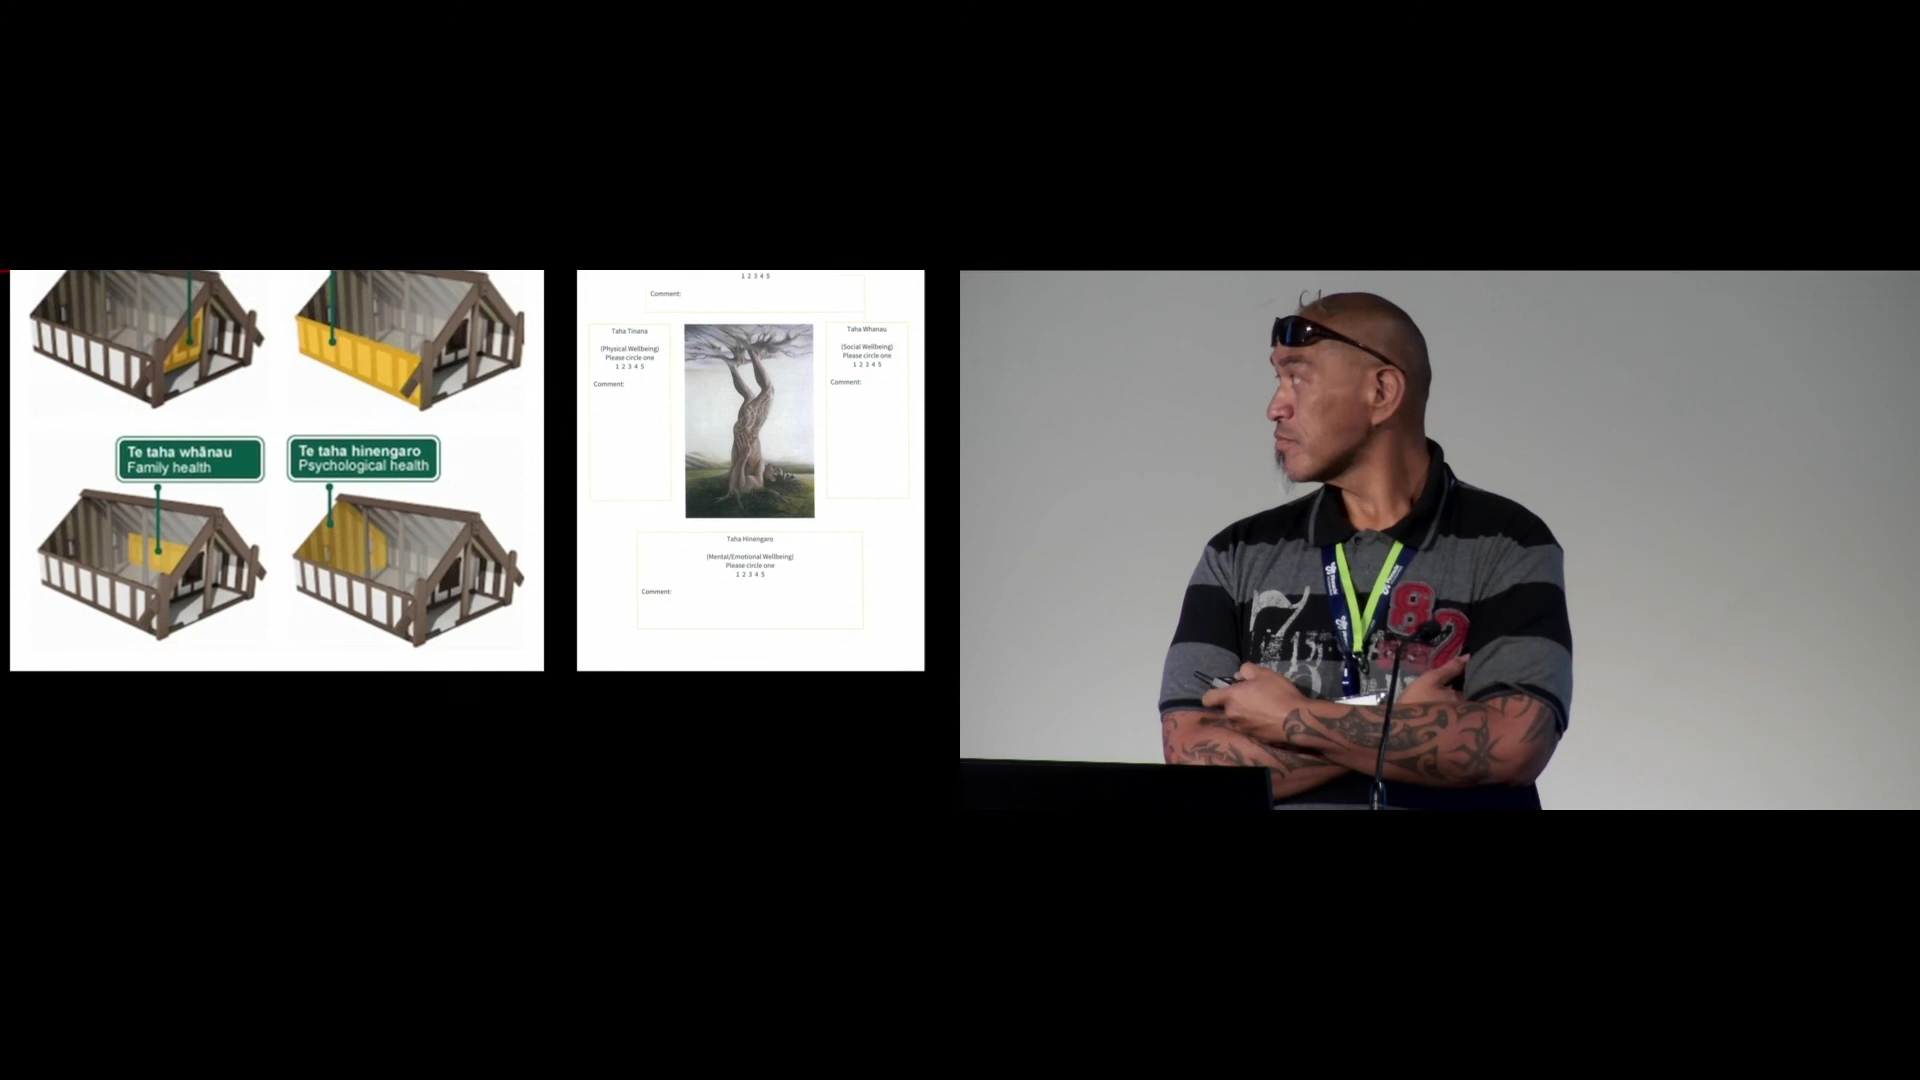 Te taha whānau
Family health
Te taha hinengaro
Psychological health
1 2 3 4 5
Comment:
Taha Tinana
(Physical Wellbeing)
Please circle one
1 2 3 4 5
Comment:
Taha Whanau
(Social Wellbeing)
Please circle one
1 2 3 4 5
Comment:
Taha Hinengaro
(Mental/Emotional Wellbeing)
Please circle one
1 2 3 4 5
Comment:
82